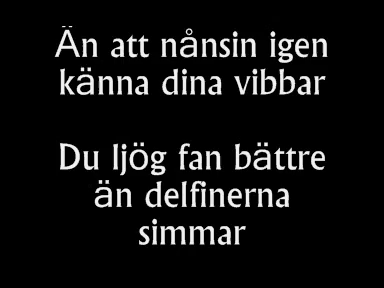 Än att nånsin igen
känna dina vibbar
Du ljög fan bättre
än delfinerna
simmar